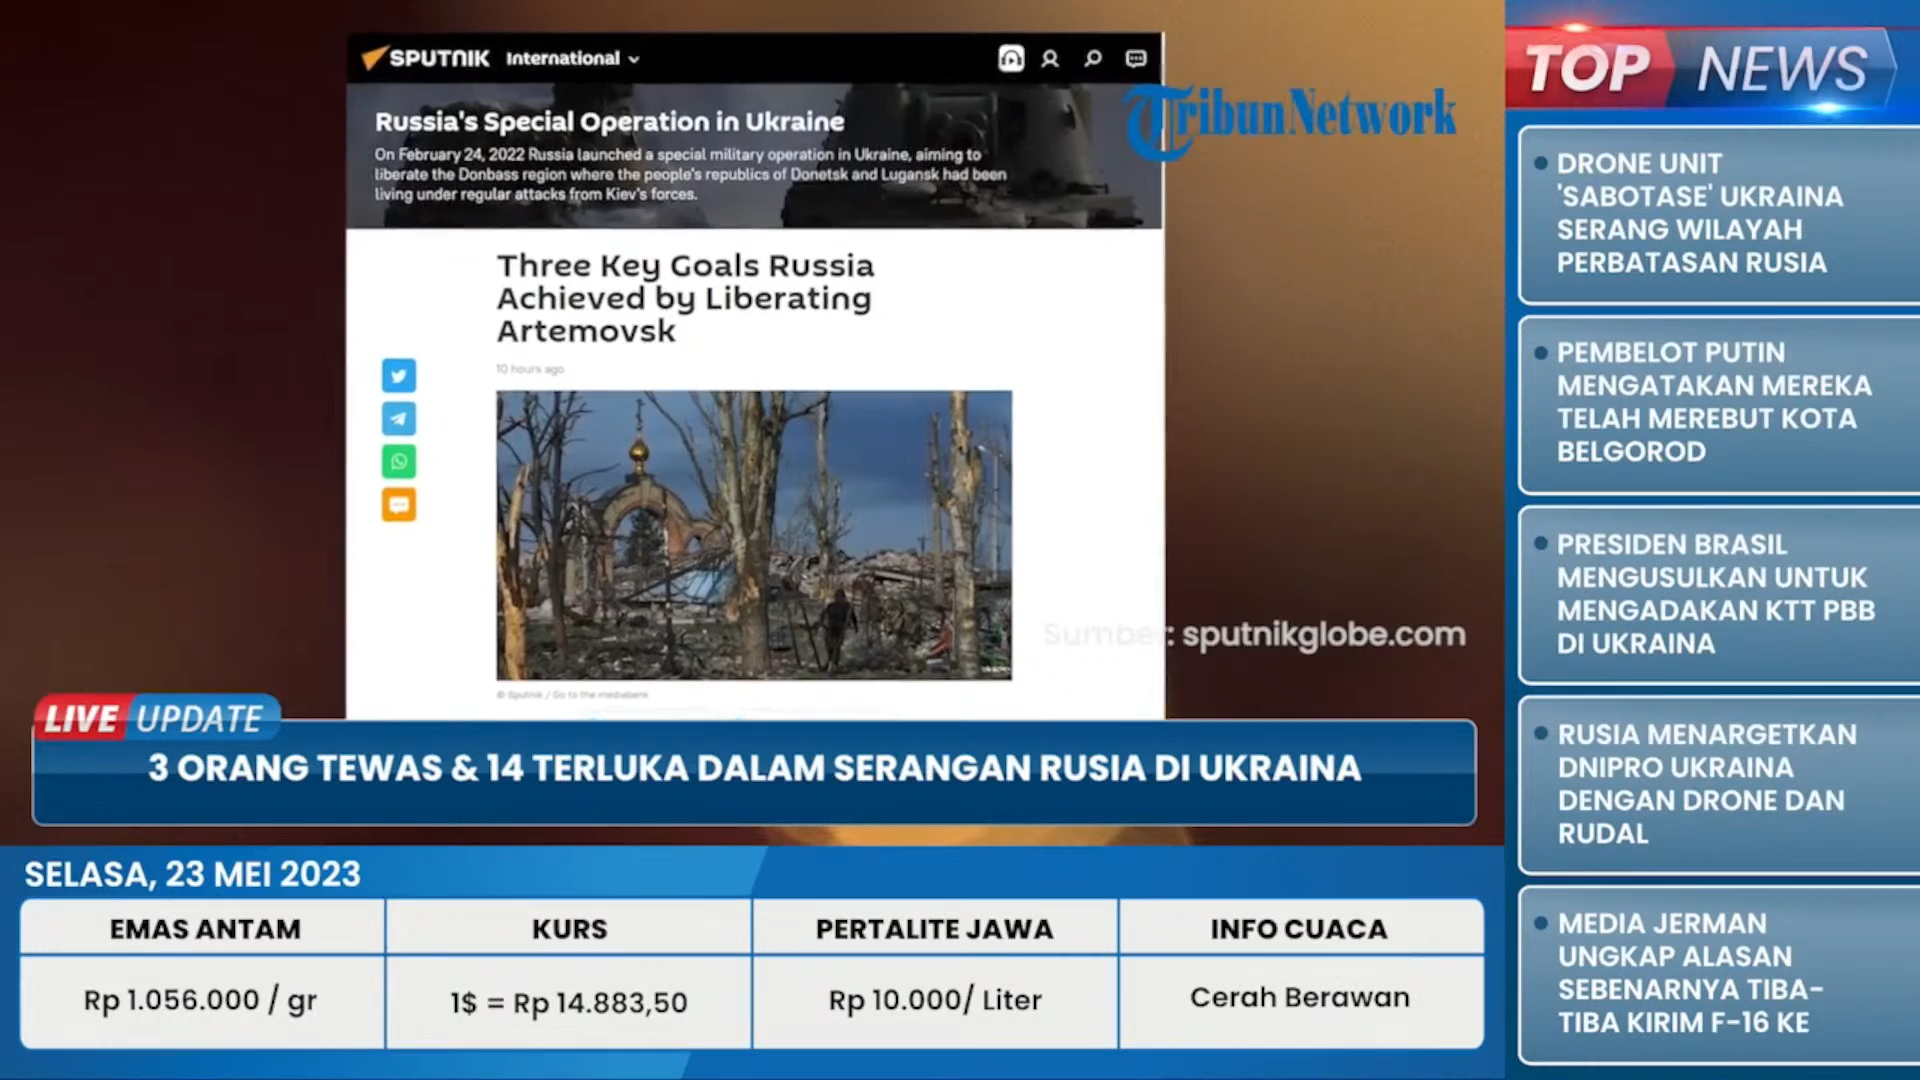 SPUTNIK International
Russia's Special Operation in Ukraine
On February 24, 2022 Russia launched a special military operation in Ukraine, aiming to
liberate the Donbass region where the people's republics of Donetsk and Lugansk had been
living under regular attacks from Kiev's forces.
TribunNetwork
Three Key Goals Russia
Achieved by Liberating
Artemovsk
10 hours ago
© Sputnik / Go to the mediabank
Sumber: sputnikglobe.com
LIVE UPDATE
3 ORANG TEWAS & 14 TERLUKA DALAM SERANGAN RUSIA DI UKRAINA
SELASA, 23 MEI 2023
EMAS ANTAM
KURS
PERTALITE JAWA
INFO CUACA
Rp 1.056.000 / gr
1$ = Rp 14.883,50
Rp 10.000/ Liter
Cerah Berawan
TOP NEWS
DRONE UNIT
'SABOTASE' UKRAINA
SERANG WILAYAH
PERBATASAN RUSIA
PEMBELOT PUTIN
MENGATAKAN MEREKA
TELAH MEREBUT KOTA
BELGOROD
PRESIDEN BRASIL
MENGUSULKAN UNTUK
MENGADAKAN KTT PBB
DI UKRAINA
RUSIA MENARGETKAN
DNIPRO UKRAINA
DENGAN DRONE DAN
RUDAL
MEDIA JERMAN
UNGKAP ALASAN
SEBENARNYA TIBA-
TIBA KIRIM F-16 KE